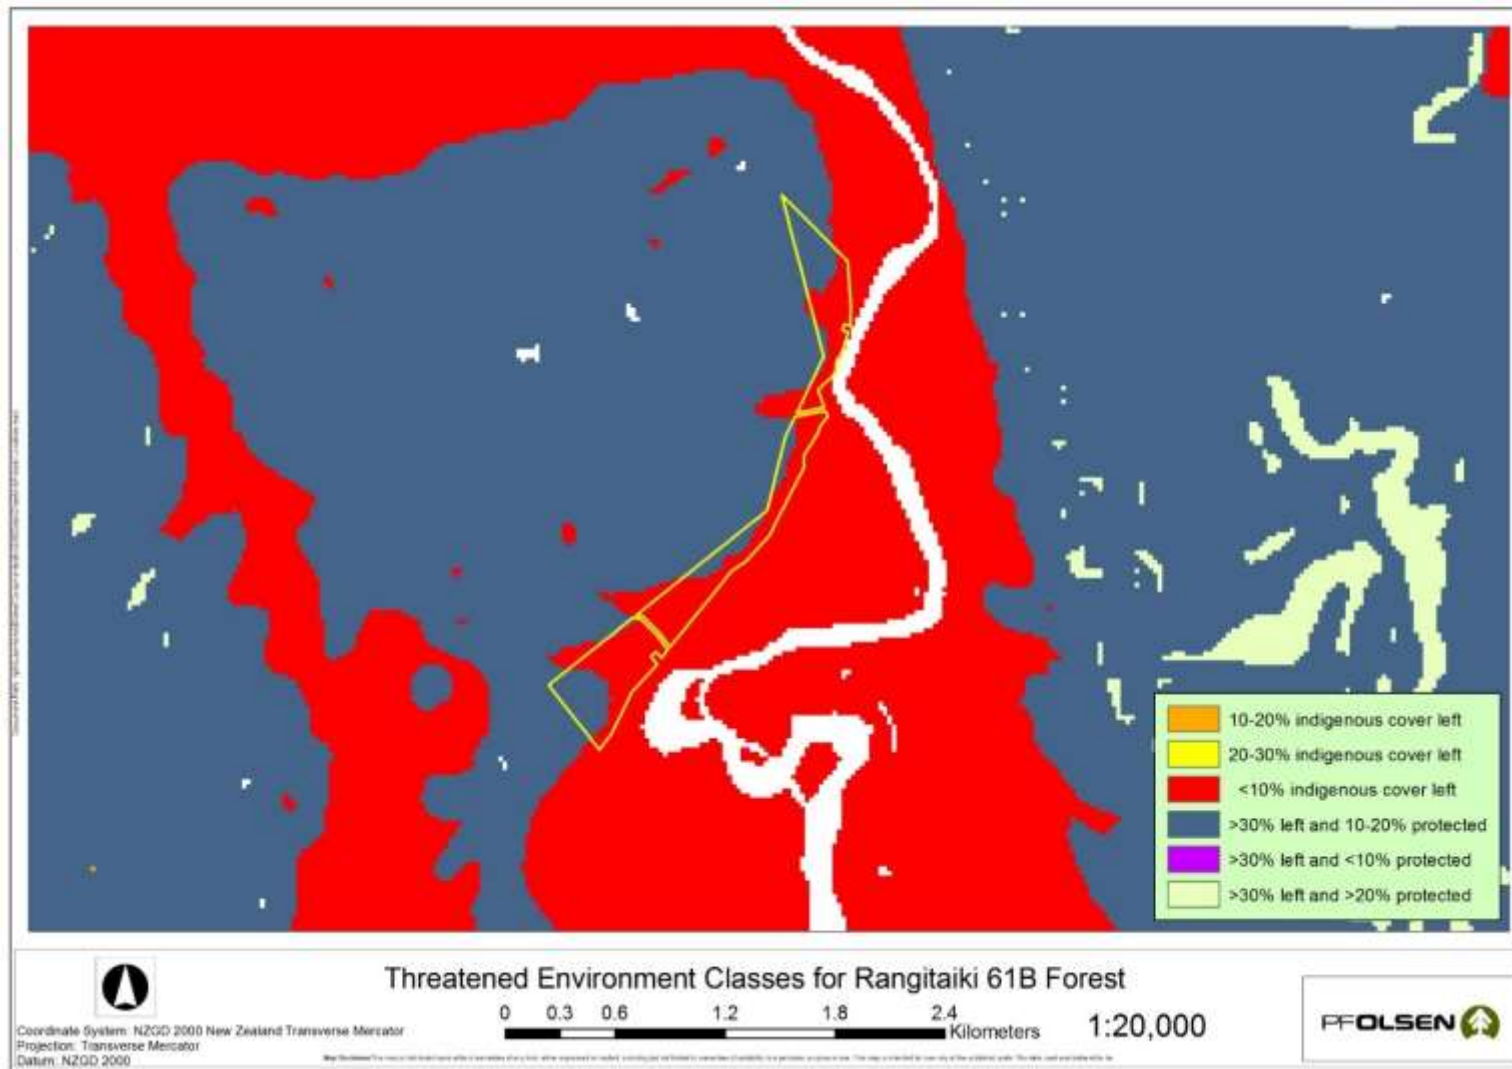 10-20% indigenous cover left
20-30% indigenous cover left
<10% indigenous cover left
>30% left and 10-20% protected
>30% left and <10% protected
>30% left and >20% protected
Threatened Environment Classes for Rangitaiki 61B Forest
0 0.3 0.6 1.2 1.8 2.4
Kilometers
1:20,000
Coordinate System: NZGD 2000 New Zealand Transverse Mercator
Projection: Transverse Mercator
Datum: NZGD 2000
PF OLSEN